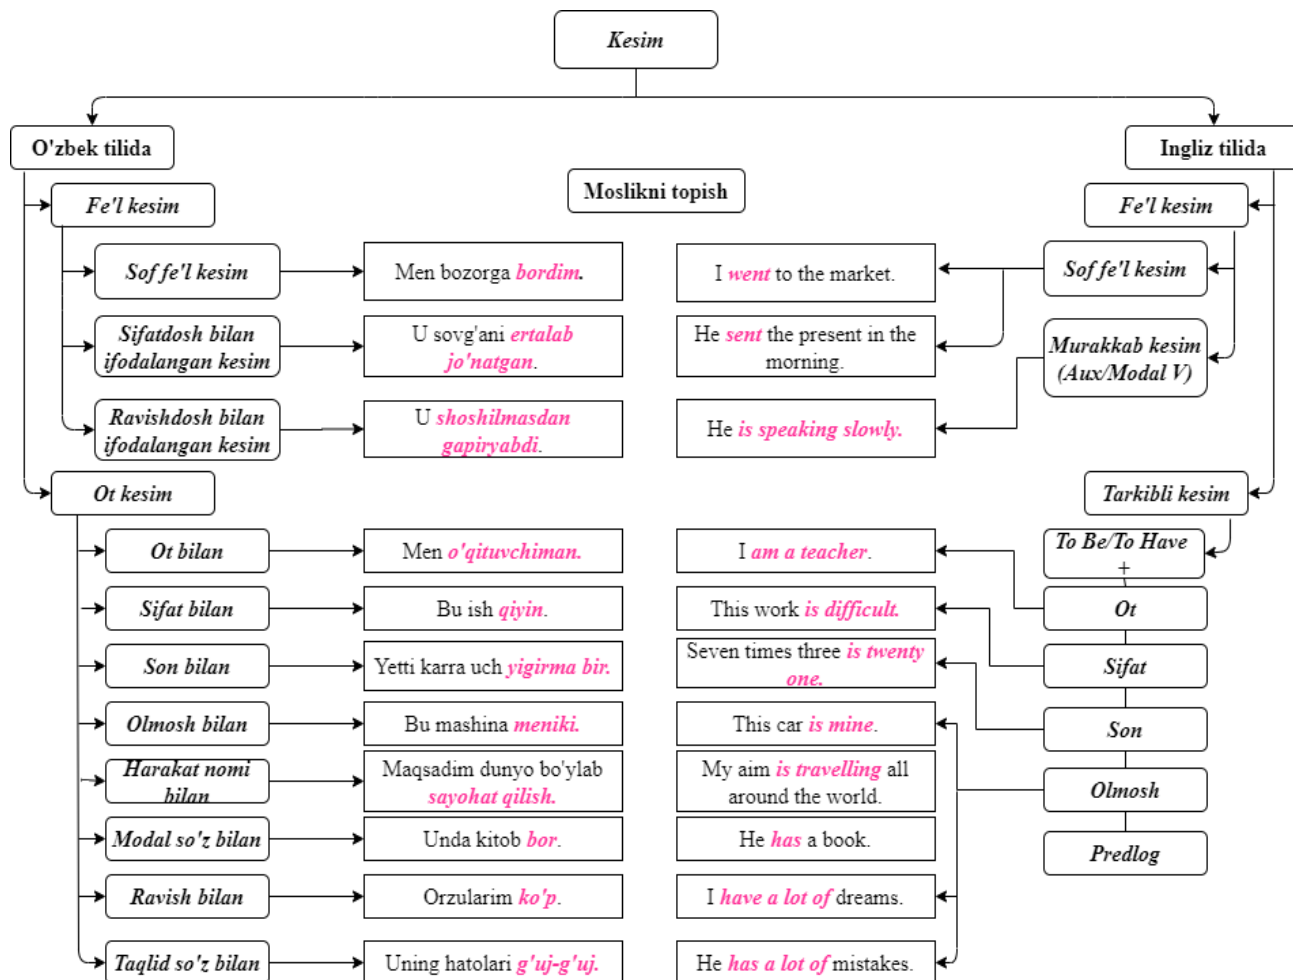 Kesim
O'zbek tilida
Ingliz tilida
Moslikni topish
Fe'l kesim
Fe'l kesim
Sof fe'l kesim
Men bozorga bordim.
I went to the market.
Sof fe'l kesim
Sifatdosh bilan
ifodalangan kesim
U sovg'ani ertalab
jo'natgan.
He sent the present in the
morning.
Murakkab kesim
(Aux/Modal V)
Ravishdosh bilan
ifodalangan kesim
U shoshilmasdan
gapiryabdi.
He is speaking slowly.
Ot kesim
Tarkibli kesim
Ot bilan
Men o'qituvchiman.
I am a teacher.
To Be/To Have
+
Sifat bilan
Bu ish qiyin.
This work is difficult.
Ot
Son bilan
Yetti karra uch yigirma bir.
Seven times three is twenty
one.
Sifat
Olmosh bilan
Bu mashina meniki.
This car is mine.
Son
Harakat nomi
bilan
Maqsadim dunyo bo'ylab
sayohat qilish.
My aim is travelling all
around the world.
Olmosh
Modal so'z bilan
Unda kitob bor.
He has a book.
Predlog
Ravish bilan
Orzularim ko'p.
I have a lot of dreams.
Taqlid so'z bilan
Uning hatolari g'uj-g'uj.
He has a lot of mistakes.